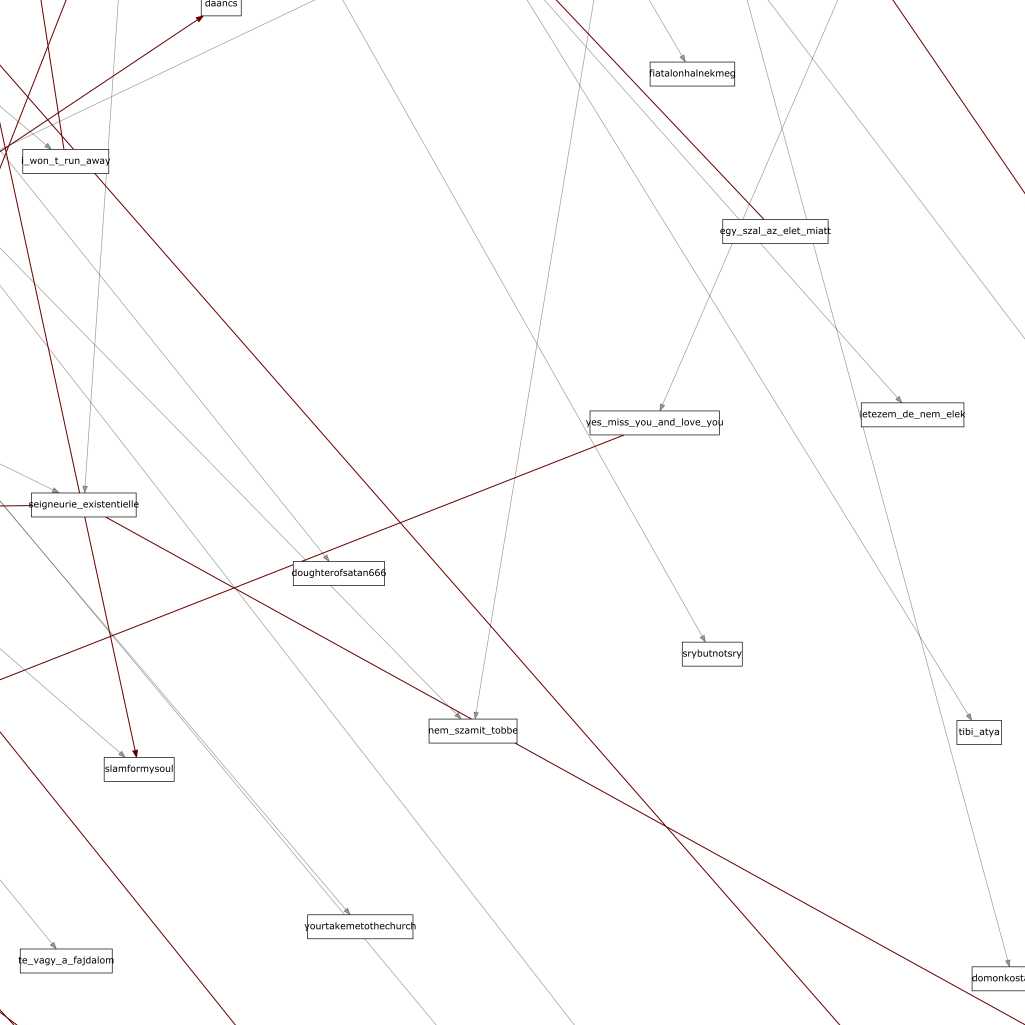 daancs
fiatalonhalnekmeg
i_won_t_run_away
egy_szal_az_elet_miatt
letezem_de_nem_elek
yes_miss_you_and_love_you
seigneurie_existentielle
doughterofsatan666
srybutnotsry
nem_szamit_tobbe
tibi_atya
slamformysoul
yourtakemetothechurch
te_vagy_a_fajdalom
domonkosta